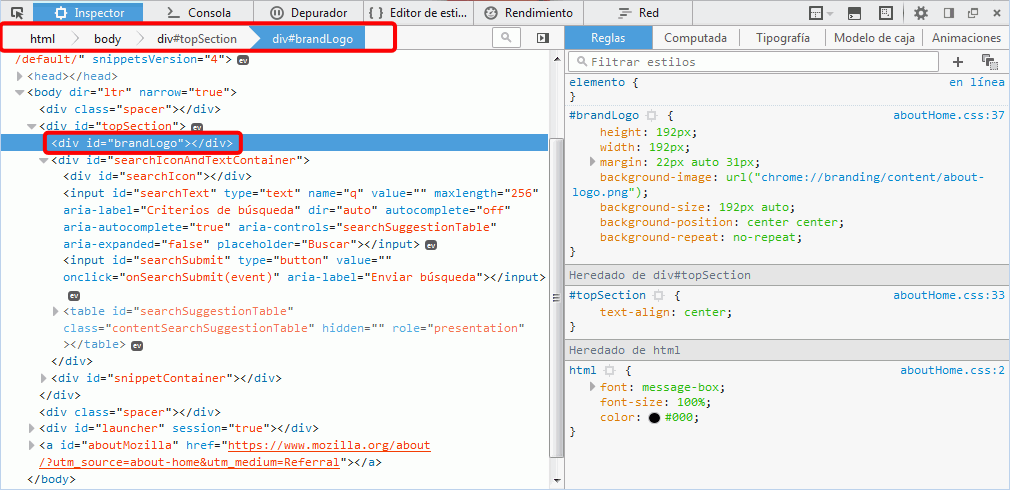 Inspector Consola Depurador Editor de esti... Rendimiento Red
html body div#topSection div#brandLogo
/default/" snippetsVersion="4"> ev
<head></head>
<body dir="ltr" narrow="true">
<div class="spacer"></div>
<div id="topSection"> ev
<div id="brandLogo"></div>
<div id="searchIconAndTextContainer">
<div id="searchIcon"></div>
<input id="searchText" type="text" name="q" value="" maxlength="256"
aria-label="Criterios de búsqueda" dir="auto" autocomplete="off"
aria-autocomplete="true" aria-controls="searchSuggestionTable"
aria-expanded="false" placeholder="Buscar"></input> ev
<input id="searchSubmit" type="button" value=""
onclick="onSearchSubmit(event)" aria-label="Enviar búsqueda"></input>
ev
<table id="searchSuggestionTable"
class="contentSearchSuggestionTable" hidden="" role="presentation"
></table> ev
</div>
<div id="snippetContainer"></div>
</div>
<div class="spacer"></div>
<div id="launcher" session="true"></div>
<a id="aboutMozilla" href="https://www.mozilla.org/about
/?utm_source=about-home&utm_medium=Referral"></a>
</body>
Reglas Computada Tipografía Modelo de caja Animaciones
Filtrar estilos
elemento { en línea
}
#brandLogo { aboutHome.css:37
height: 192px;
width: 192px;
margin: 22px auto 31px;
background-image: url("chrome://branding/content/about-
logo.png");
background-size: 192px auto;
background-position: center center;
background-repeat: no-repeat;
}
Heredado de div#topSection
#topSection { aboutHome.css:33
text-align: center;
}
Heredado de html
html { aboutHome.css:2
font: message-box;
font-size: 100%;
color: #000;
}